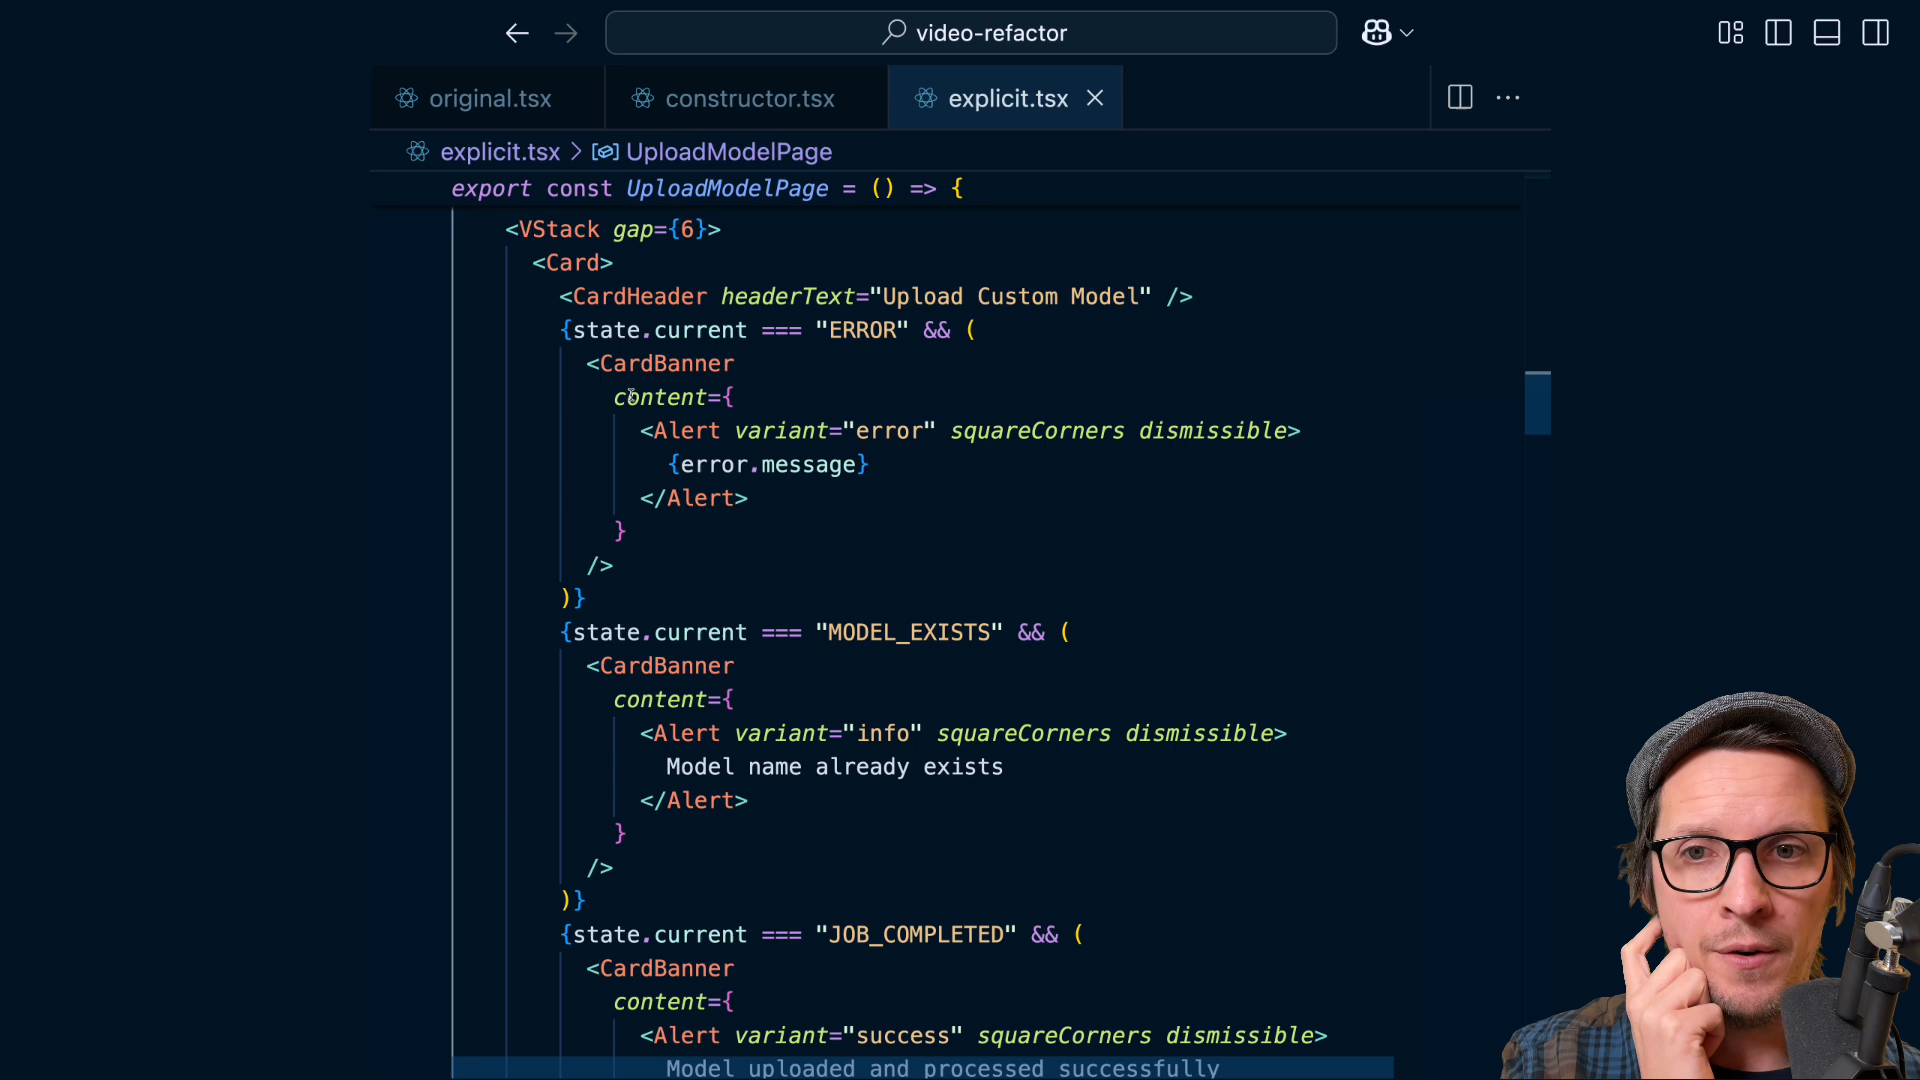 video-refactor
original.tsx constructor.tsx explicit.tsx
explicit.tsx > UploadModelPage
export const UploadModelPage = () => {
<VStack gap={6}>
<Card>
<CardHeader headerText="Upload Custom Model" />
{state.current === "ERROR" && (
<CardBanner
content={
<Alert variant="error" squareCorners dismissible>
{error.message}
</Alert>
}
/>
)}
{state.current === "MODEL_EXISTS" && (
<CardBanner
content={
<Alert variant="info" squareCorners dismissible>
Model name already exists
</Alert>
}
/>
)}
{state.current === "JOB_COMPLETED" && (
<CardBanner
content={
<Alert variant="success" squareCorners dismissible>
Model uploaded and processed successfully